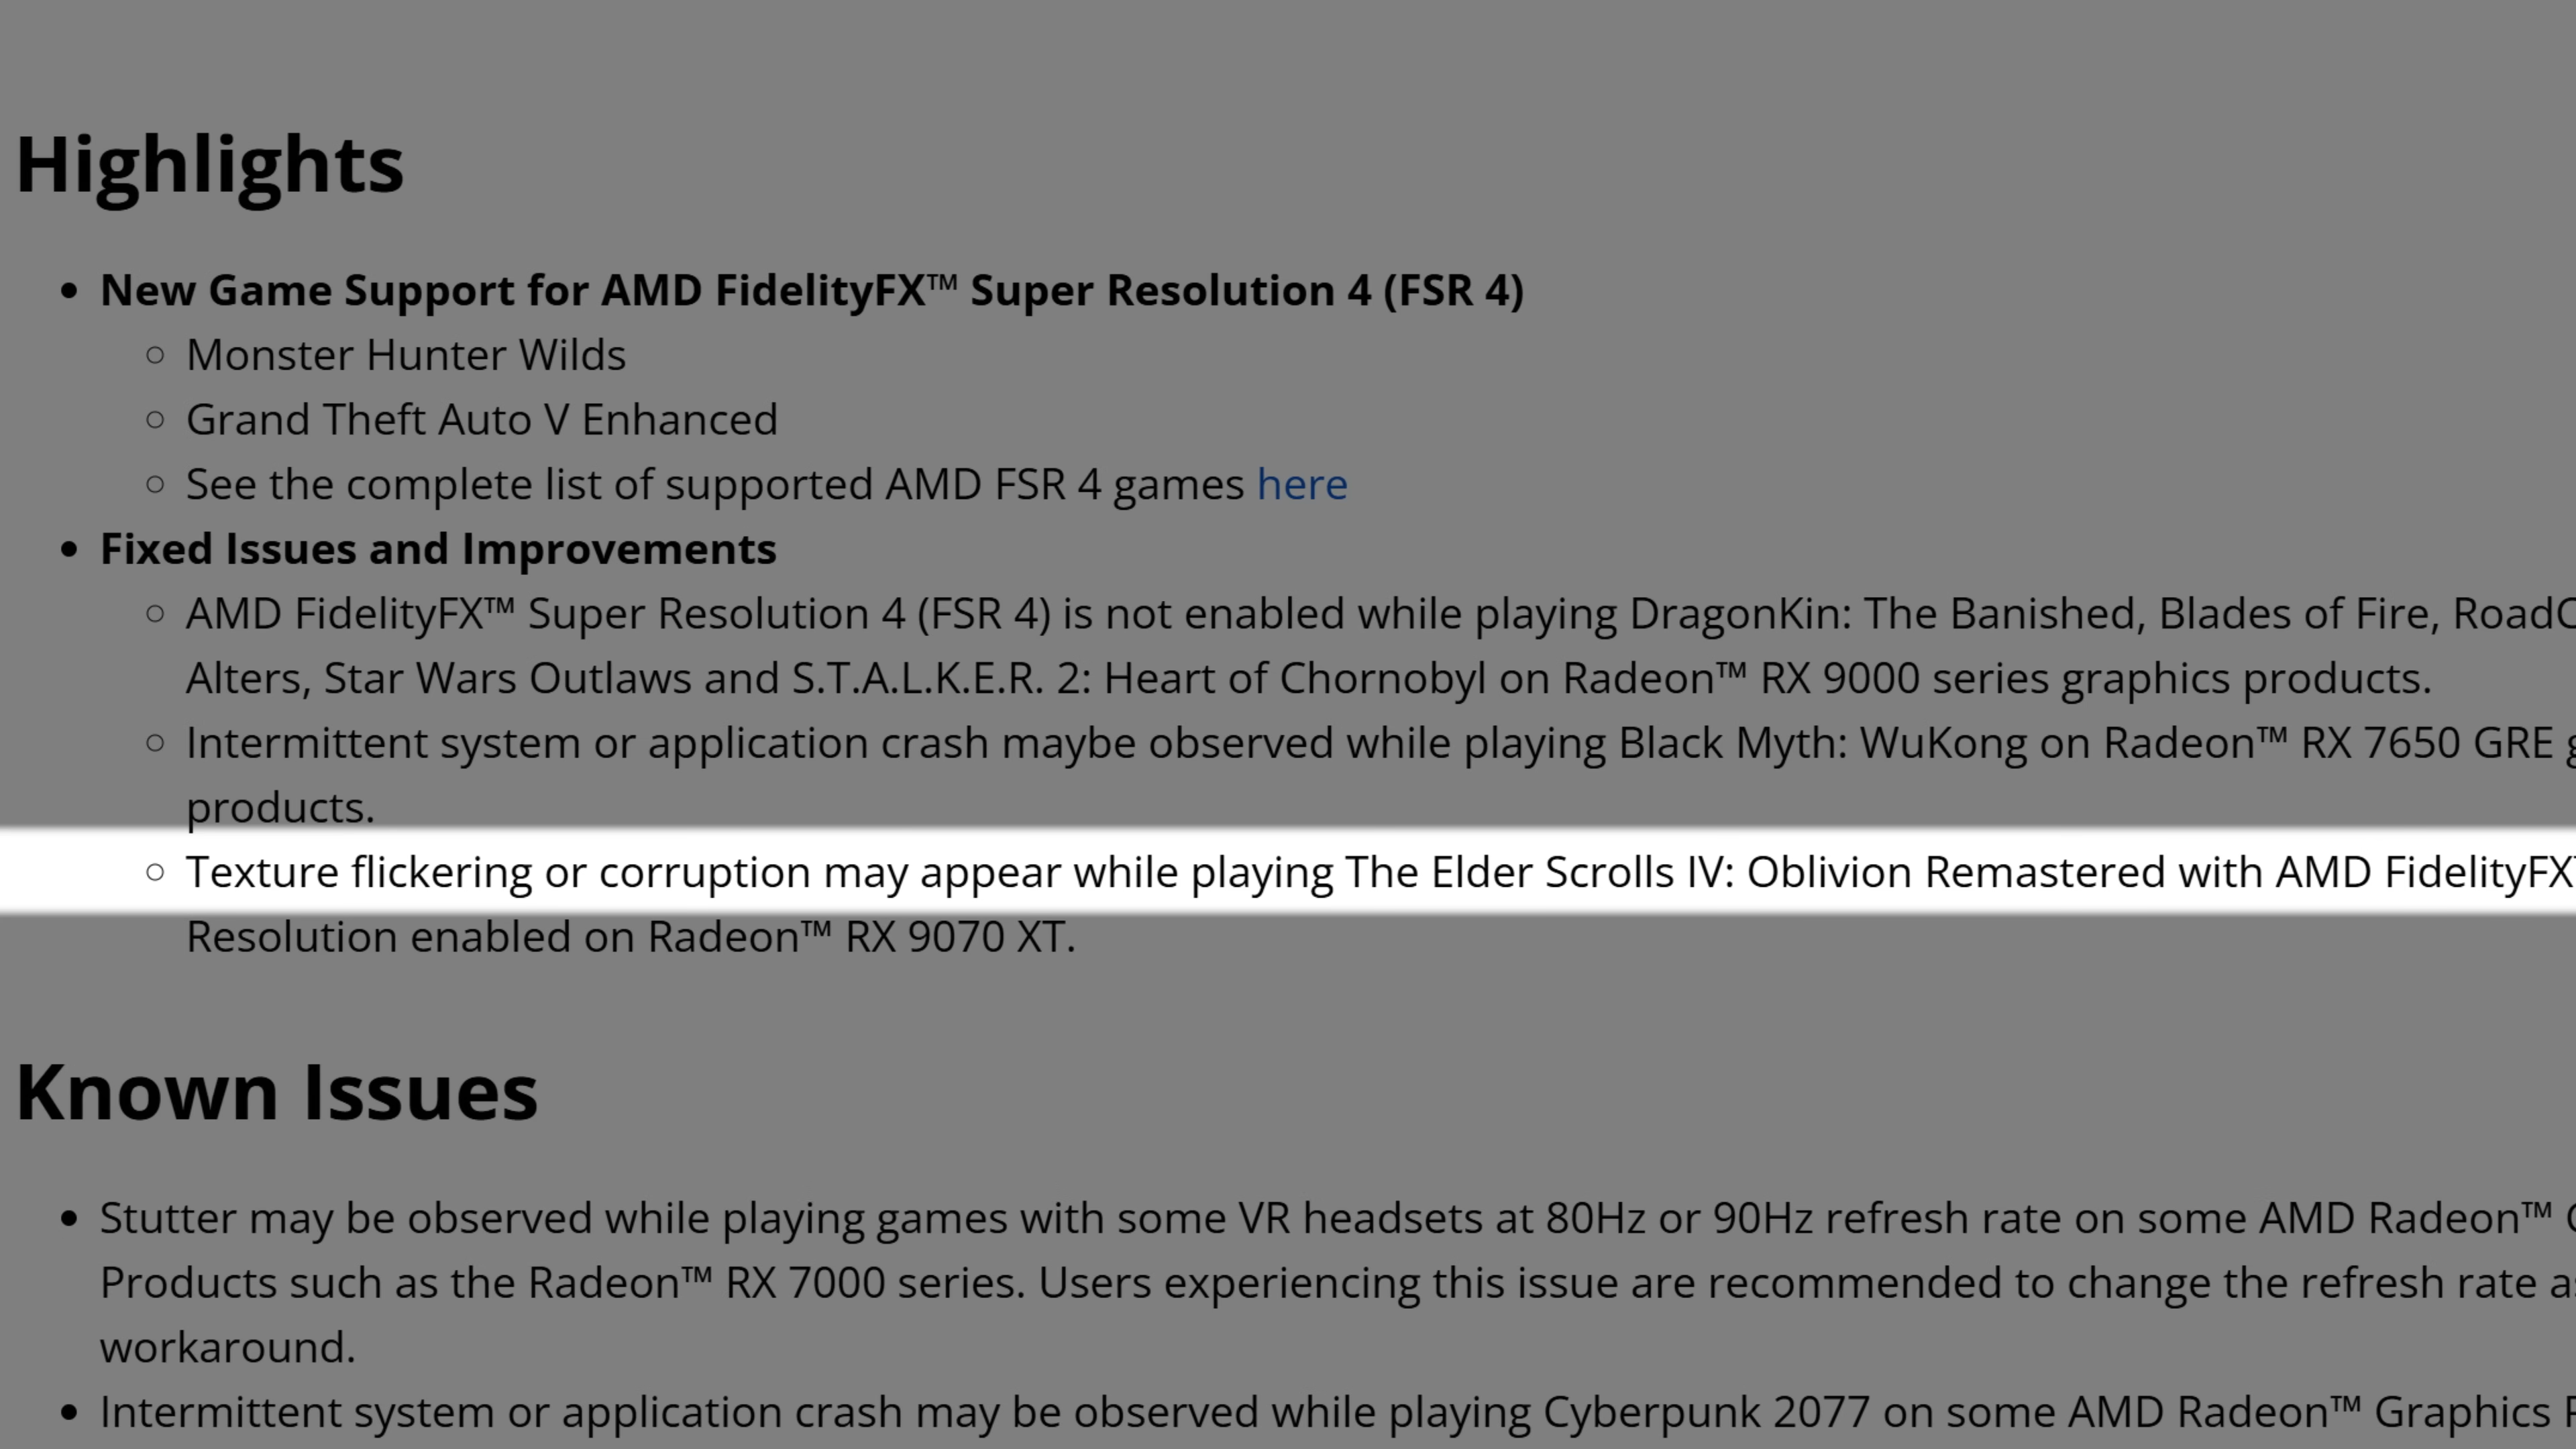 Highlights
• New Game Support for AMD FidelityFX™ Super Resolution 4 (FSR 4)
○ Monster Hunter Wilds
○ Grand Theft Auto V Enhanced
○ See the complete list of supported AMD FSR 4 games here
• Fixed Issues and Improvements
○ AMD FidelityFX™ Super Resolution 4 (FSR 4) is not enabled while playing DragonKin: The Banished, Blades of Fire,
Alters, Star Wars Outlaws and S.T.A.L.K.E.R. 2: Heart of Chornobyl on Radeon™ RX 9000 series graphics products.
○ Intermittent system or application crash maybe observed while playing Black Myth: WuKong on Radeon™ RX 7650 GRE
products.
○ Texture flickering or corruption may appear while playing The Elder Scrolls IV: Oblivion Remastered with AMD FidelityFX
Resolution enabled on Radeon™ RX 9070 XT.
Known Issues
• Stutter may be observed while playing games with some VR headsets at 80Hz or 90Hz refresh rate on some AMD Radeon™
Products such as the Radeon™ RX 7000 series. Users experiencing this issue are recommended to change the refresh rate
workaround.
• Intermittent system or application crash may be observed while playing Cyberpunk 2077 on some AMD Radeon™ Graphics